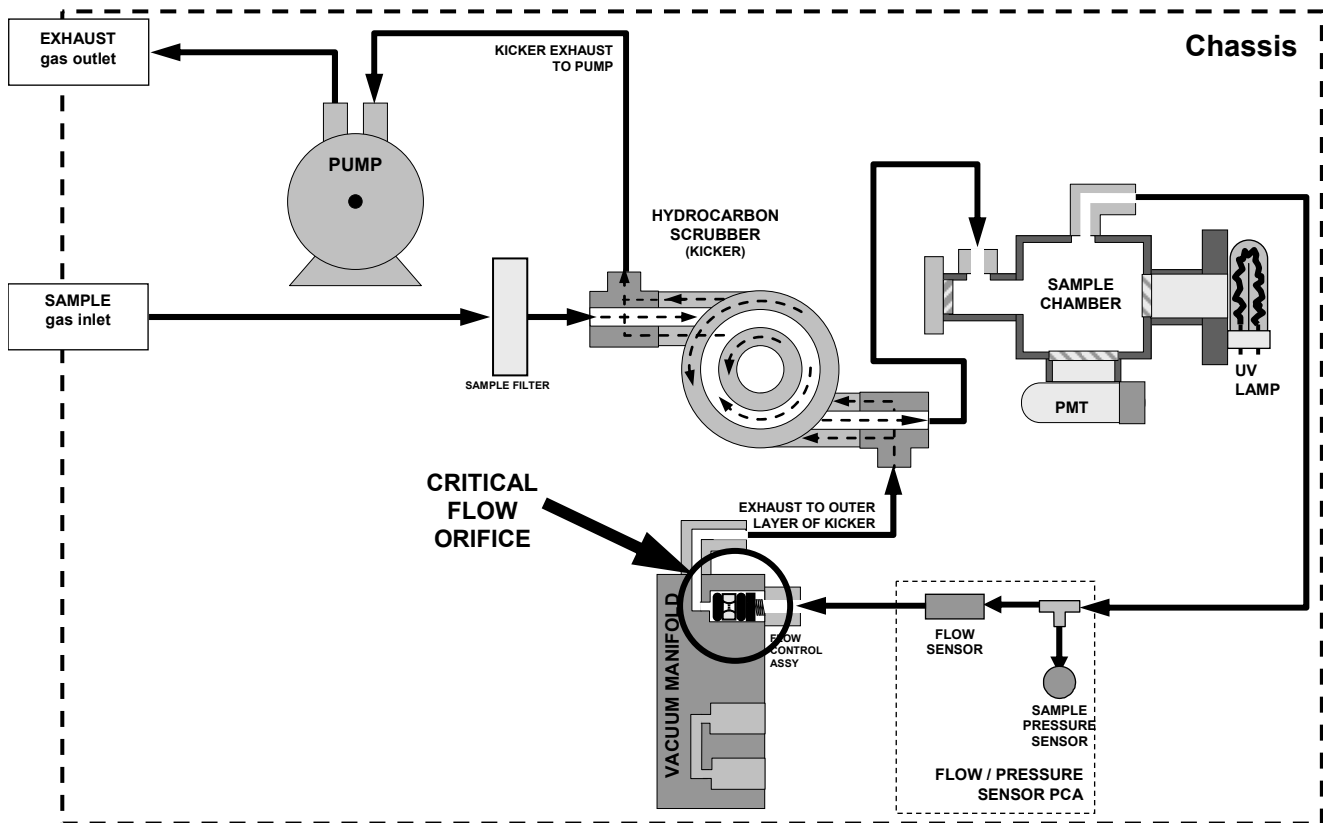 EXHAUST
gas outlet
KICKER EXHAUST
TO PUMP
Chassis
PUMP
HYDROCARBON
SCRUBBER
(KICKER)
SAMPLE
gas inlet
SAMPLE FILTER
SAMPLE
CHAMBER
UV
LAMP
PMT
CRITICAL
FLOW
ORIFICE
EXHAUST TO OUTER
LAYER OF KICKER
VACUUM MANIFOLD
FLOW
CONTROL
ASSY
FLOW
SENSOR
SAMPLE
PRESSURE
SENSOR
FLOW / PRESSURE
SENSOR PCA